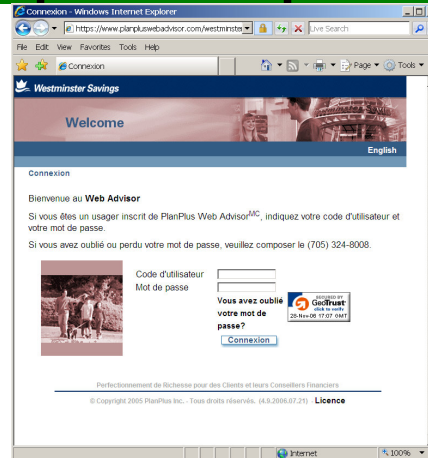 Connexion - Windows Internet Explorer
https://www.planpluswebadvisor.com/westminster
Live Search
File Edit View Favorites Tools Help
Connexion
Page Tools
Westminster Savings
Welcome
English
Connexion
Bienvenue au Web Advisor
Si vous êtes un usager inscrit de PlanPlus Web AdvisorMC, indiquez votre code d'utilisateur et
votre mot de passe.
Si vous avez oublié ou perdu votre mot de passe, veuillez composer le (705) 324-8008.
Code d'utilisateur
Mot de passe
Vous avez oublié
votre mot de
passe?
SECURED BY
GeoTrust
click to verify
28-Nov-06 17:07 GMT
Connexion
Perfectionnement de Richesse pour des Clients et leurs Conseillers Financiers
© Copyright 2005 PlanPlus Inc. - Tous droits réservés. (4.9.2006.07.21) - Licence
Internet
100%